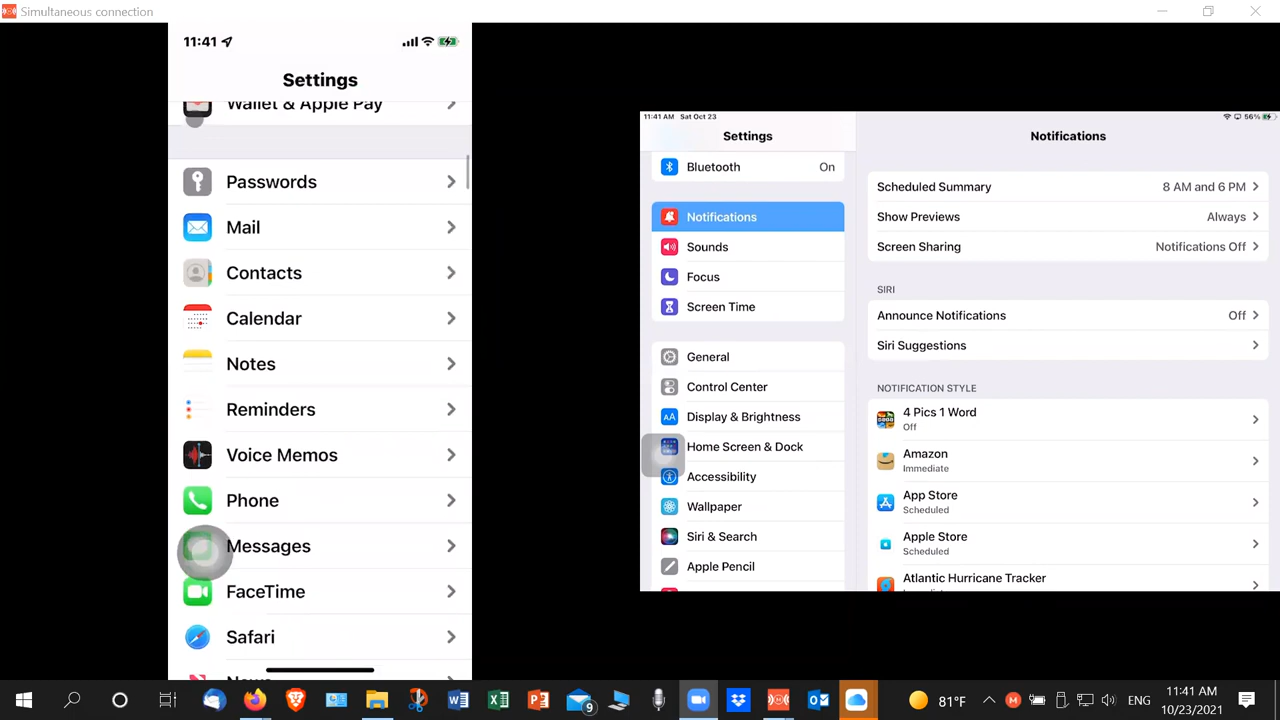 Simultaneous connection
11:41
Settings
Wallet & Apple Pay
Passwords
Mail
Contacts
Calendar
Notes
Reminders
Voice Memos
Phone
Messages
FaceTime
Safari
11:41 AM Sat Oct 23
56%
Settings
Bluetooth On
Notifications
Sounds
Focus
Screen Time
General
Control Center
AA Display & Brightness
Home Screen & Dock
Accessibility
Wallpaper
Siri & Search
Apple Pencil
Notifications
Scheduled Summary 8 AM and 6 PM
Show Previews Always
Screen Sharing Notifications Off
SIRI
Announce Notifications Off
Siri Suggestions
NOTIFICATION STYLE
4 Pics 1 Word
Off
Amazon
Immediate
App Store
Scheduled
Apple Store
Scheduled
Atlantic Hurricane Tracker
9
81°F
ENG
11:41 AM
10/23/2021